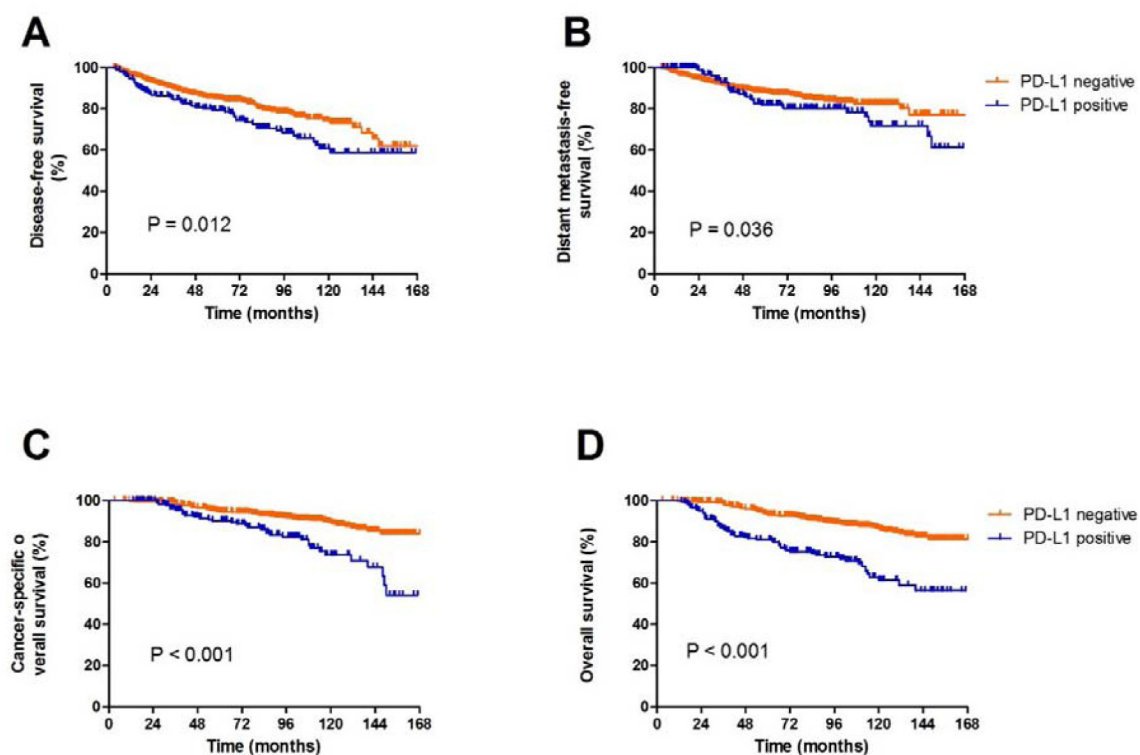 A
Disease-free survival
(%)
100
80
60
40
20
0
P = 0.012
0 24 48 72 96 120 144 168
Time (months)
B
Distant metastasis-free
survival (%)
100
80
60
40
20
0
P = 0.036
0 24 48 72 96 120 144 168
Time (months)
PD-L1 negative
PD-L1 positive
C
Cancer-specific o
verall survival (%)
100
80
60
40
20
0
P < 0.001
0 24 48 72 96 120 144 168
Time (months)
D
Overall survival (%)
100
80
60
40
20
0
P < 0.001
0 24 48 72 96 120 144 168
Time (months)
PD-L1 negative
PD-L1 positive